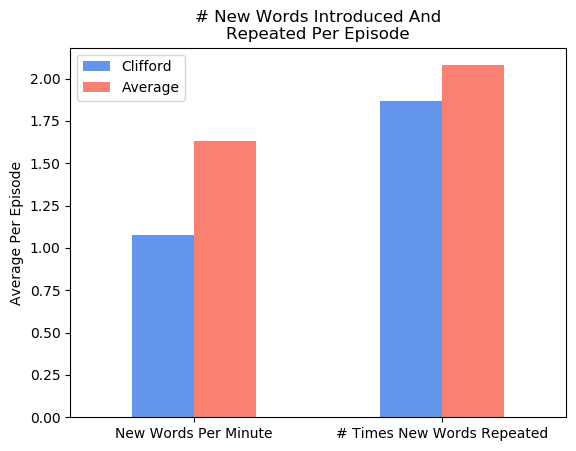 # New Words Introduced And
Repeated Per Episode
Clifford
Average
Average Per Episode
2.00
1.75
1.50
1.25
1.00
0.75
0.50
0.25
0.00
New Words Per Minute
# Times New Words Repeated